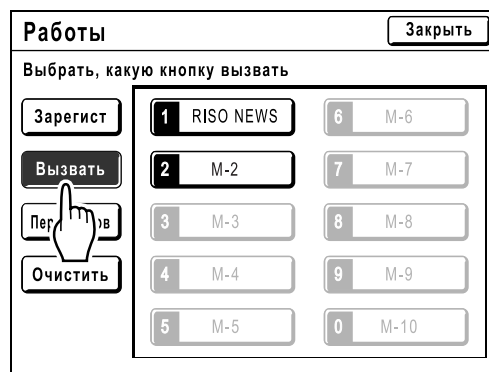 Работы
Закрыть
Выбрать, какую кнопку вызвать
Зарегист
1 RISO NEWS
6 M-6
Вызвать
2 M-2
7 M-7
3 M-3
8 M-8
Очистить
4 M-4
9 M-9
5 M-5
0 M-10